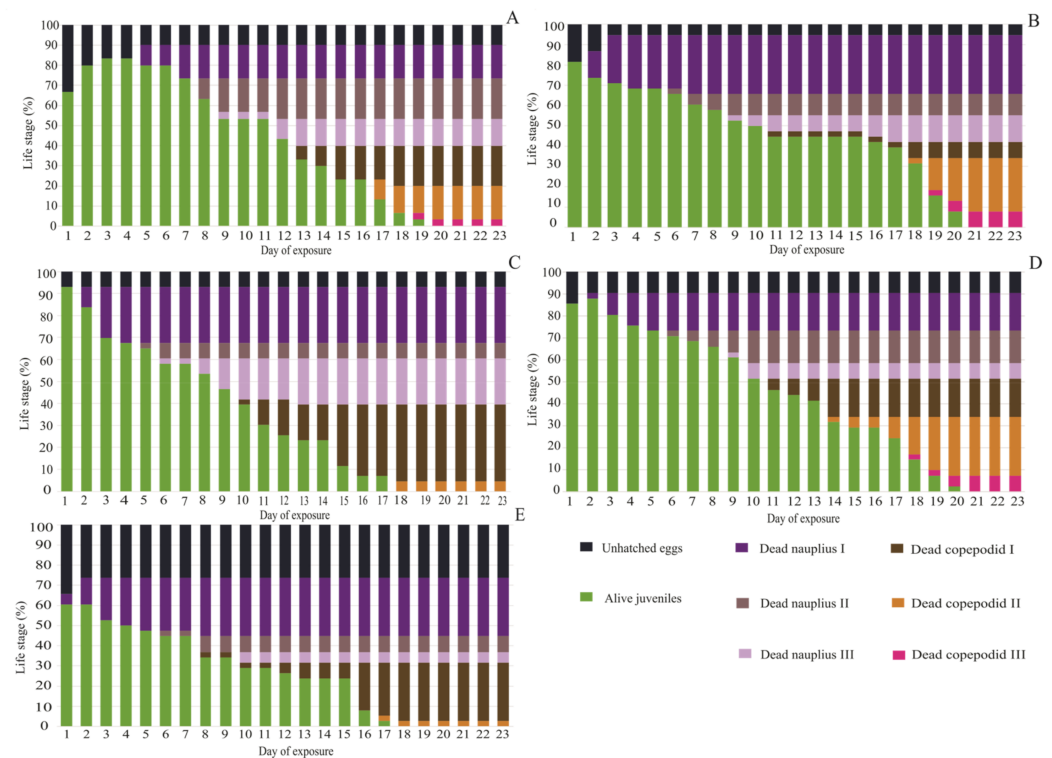 A
Life stage (%)
100
90
80
70
60
50
40
30
20
10
0
1 2 3 4 5 6 7 8 9 10 11 12 13 14 15 16 17 18 19 20 21 22 23
Day of exposure
B
Life stage (%)
100
90
80
70
60
50
40
30
20
10
0
1 2 3 4 5 6 7 8 9 10 11 12 13 14 15 16 17 18 19 20 21 22 23
Day of exposure
C
Life stage (%)
100
90
80
70
60
50
40
30
20
10
0
1 2 3 4 5 6 7 8 9 10 11 12 13 14 15 16 17 18 19 20 21 22 23
Day of exposure
D
Life stage (%)
100
90
80
70
60
50
40
30
20
10
0
1 2 3 4 5 6 7 8 9 10 11 12 13 14 15 16 17 18 19 20 21 22 23
Day of exposure
E
Life stage (%)
100
90
80
70
60
50
40
30
20
10
0
1 2 3 4 5 6 7 8 9 10 11 12 13 14 15 16 17 18 19 20 21 22 23
Day of exposure
Unhatched eggs
Alive juveniles
Dead nauplius I
Dead nauplius II
Dead nauplius III
Dead copepodid I
Dead copepodid II
Dead copepodid III